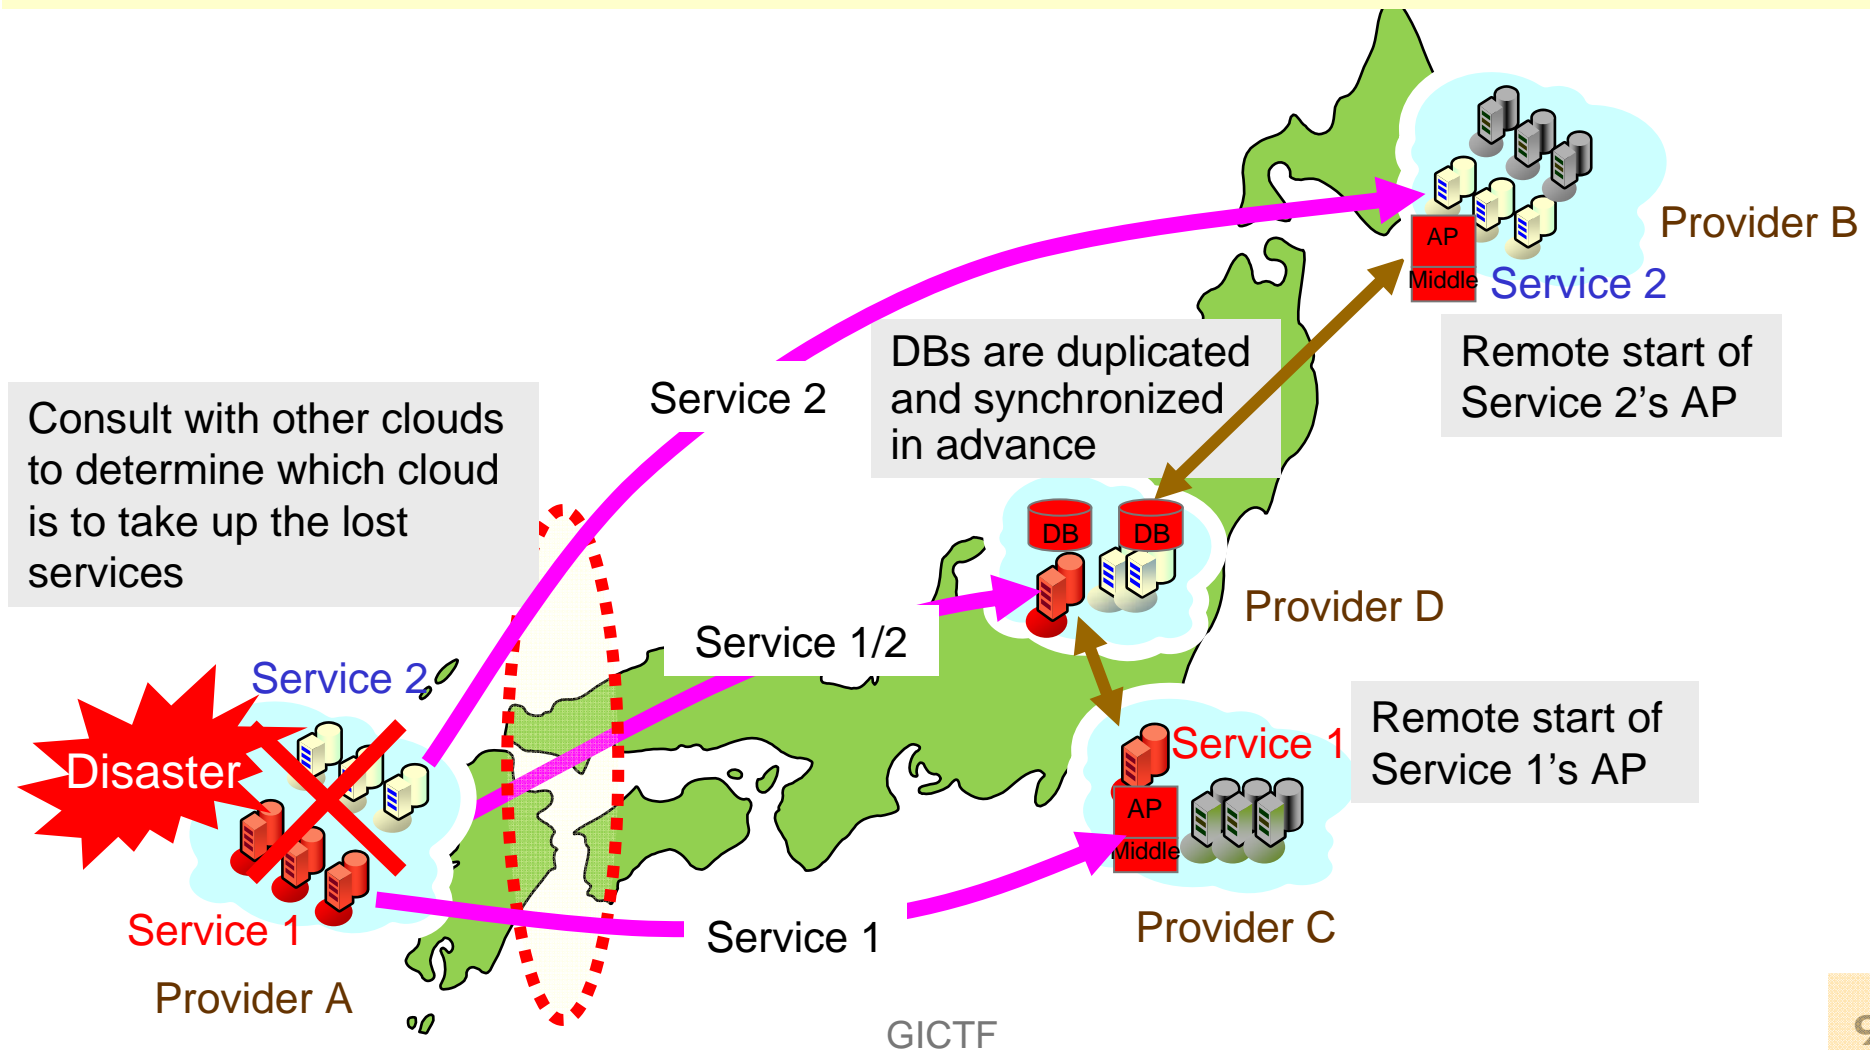 AP
Middle
Provider B
Service 2
Remote start of
Service 2’s AP
DBs are duplicated
and synchronized
in advance
Service 2
Consult with other clouds
to determine which cloud
is to take up the lost
services
DB
DB
Provider D
Service 1/2
Service 2
Disaster
Service 1
Provider A
Remote start of
Service 1’s AP
Service 1
AP
Middle
Provider C
Service 1
GICTF